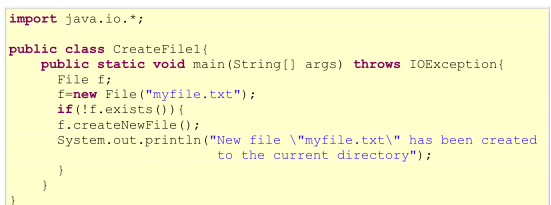 import java.io.*;
public class CreateFile1{
public static void main(String[] args) throws IOException{
File f;
f=new File("myfile.txt");
if(!f.exists()){
f.createNewFile();
System.out.println("New file \"myfile.txt\" has been created
to the current directory");
}
}
}